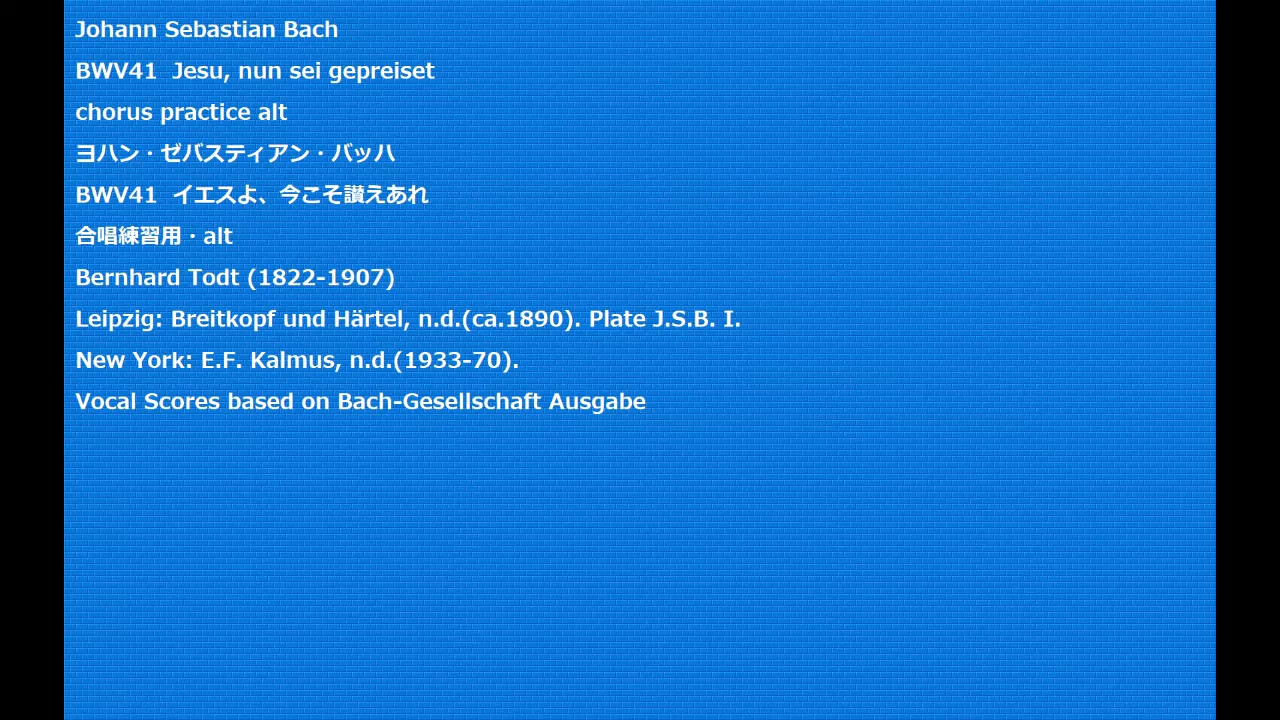 Johann Sebastian Bach
BWV41  Jesu, nun sei gepreiset
chorus practice alt
ヨハン・ゼバスティアン・バッハ
BWV41  イエスよ、今こそ讃えあれ
合唱練習用・alt
Bernhard Todt (1822-1907)
Leipzig: Breitkopf und Härtel, n.d.(ca.1890). Plate J.S.B. I.
New York: E.F. Kalmus, n.d.(1933-70).
Vocal Scores based on Bach-Gesellschaft Ausgabe